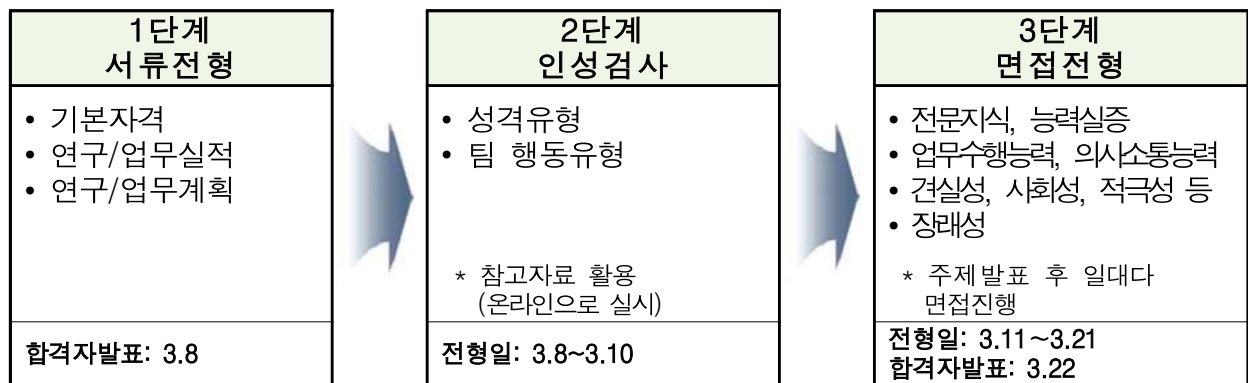 1단계
서류전형
• 기본자격
• 연구/업무실적
• 연구/업무계획
합격자발표: 3.8
2단계
인성검사
• 성격유형
• 팀 행동유형
* 참고자료 활용
(온라인으로 실시)
전형일: 3.8~3.10
3단계
면접전형
• 전문지식, 능력실증
• 업무수행능력, 의사소통능력
• 견실성, 사회성, 적극성 등
• 장래성
* 주제발표 후 일대다
면접진행
전형일: 3.11~3.21
합격자발표: 3.22